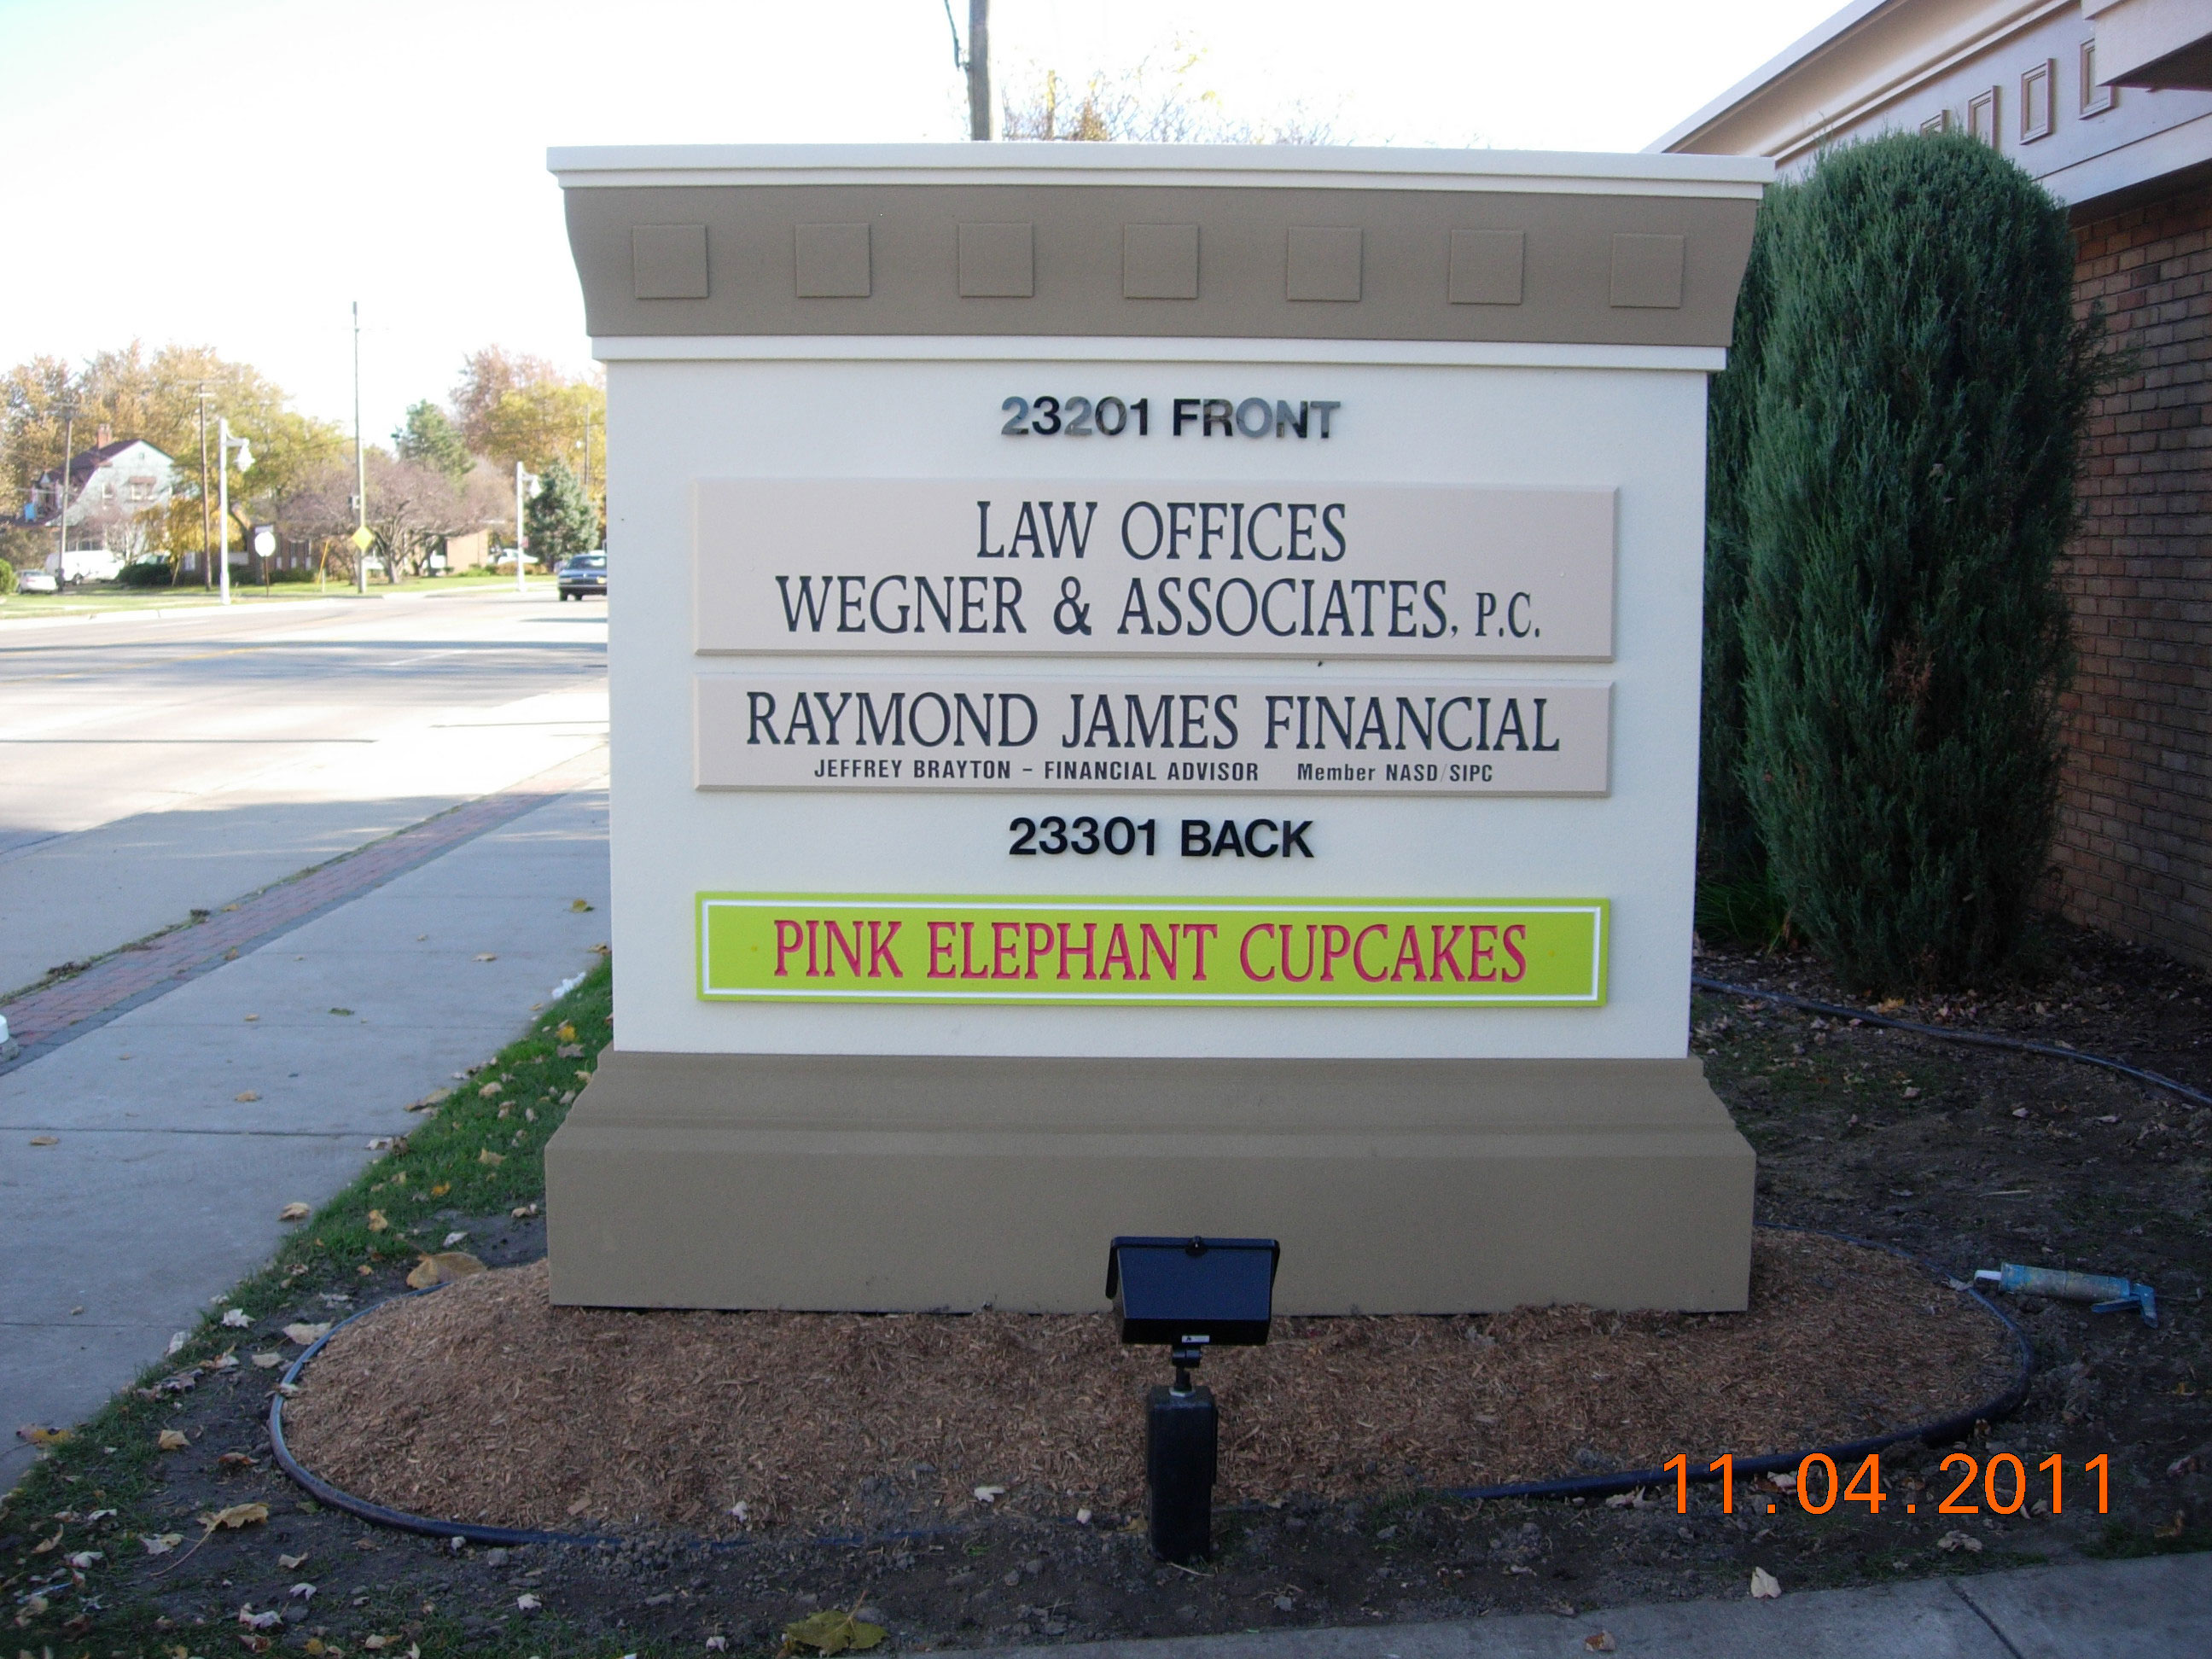 23201 FRONT
LAW OFFICES
WEGNER & ASSOCIATES, P.C.
RAYMOND JAMES FINANCIAL
JEFFREY BRAYTON - FINANCIAL ADVISOR Member NASD/SIPC
23301 BACK
PINK ELEPHANT CUPCAKES
11.04.2011